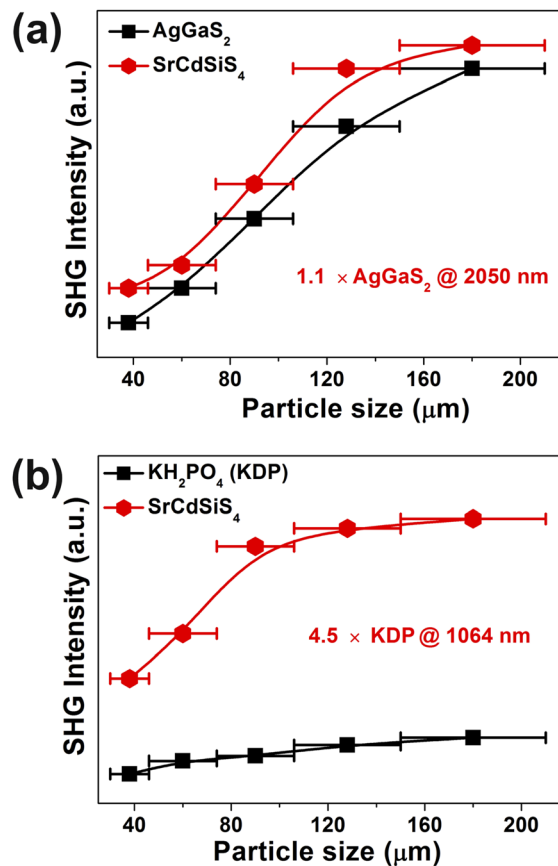 (a)
AgGaS₂
SrCdSiS₄
SHG Intensity (a.u.)
1.1 × AgGaS₂ @ 2050 nm
40 80 120 160 200
Particle size (μm)
(b)
KH₂PO₄ (KDP)
SrCdSiS₄
SHG Intensity (a.u.)
4.5 × KDP @ 1064 nm
40 80 120 160 200
Particle size (μm)